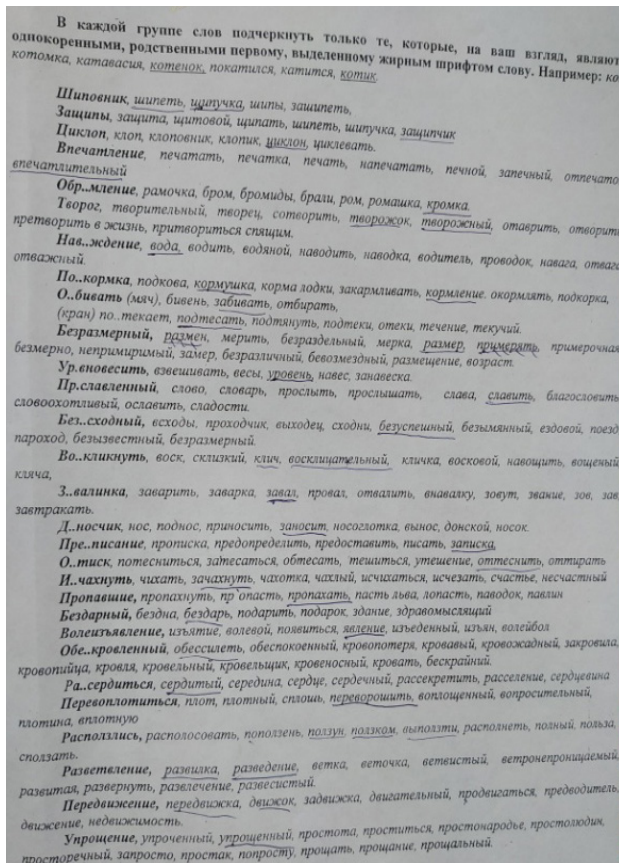 В каждой группе слов подчеркнуть только те, которые, на ваш взгляд, являют
однокоренными, родственными первому, выделенному жирным шрифтом слову. Например: ко
котомка, катавасия, котенок, покатился, катится, котик.
Шиповник, шипеть, щипучка, шипы, зашипеть,
Защипы, защита, щитовой, щипать, шипеть, шипучка, защипчик
Циклоп, клоп, клоповник, клопик, циклон, циклевать.
Впечатление, печатать, печатка, печать, напечатать, печной, запечный, отпечато
впечатлительный
Обр..мление, рамочка, бром, бромиды, брали, ром, ромашка, кромка.
Творог, творительный, творец, сотворить, творожок, творожный, отаврить, отворить
претворить в жизнь, притвориться спящим.
Нав..ждение, вода, водить, водяной, наводить, наводка, водитель, проводок, навага, отвага
отважный.
По..кормка, подкова, кормушка, корма лодки, закармливать, кормление. окормлять, подкорка,
О..бивать (мяч), бивень, забивать, отбирать,
(кран) по..текает, подтесать, подтянуть, подтеки, отеки, течение, текучий.
Безразмерный, размен, мерить, безраздельный, мерка, размер, примерять, примерочная
безмерно, непримиримый, замер, безразличный, безвозмездный, размещение, возраст.
Ур.вновесить, взвешивать, весы, уровень, навес, занавеска.
Пр.славленный, слово, словарь, прослыть, прослышать, слава, славить, благословить
словоохотливый, ославить, сладости.
Без..сходный, всходы, проходчик, выходец, сходни, безуспешный, безымянный, ездовой, поезд
пароход, безызвестный, безразмерный.
Во..кликнуть, воск, склизкий, клич, восклицательный, кличка, восковой, навощить, вощеный
кляча,
З..валинка, заварить, заварка, завал, провал, отвалить, внавалку, зовут, звание, зов, зав
завтракать.
Д..носчик, нос, поднос, приносить, заносит, носоглотка, вынос, донской, носок.
Пре..писание, прописка, предопределить, предоставить, писать, записка,
О..тиск, потесниться, затесаться, обтесать, тешиться, утешение, оттеснить, оттирать
И..чахнуть, чихать, зачахнуть, чахотка, чахлый, исчихаться, исчезать, счастье, несчастный
Пропавшие, пропахнуть, пр опасть, пропахать, пасть льва, лопасть, паводок, павлин
Бездарный, бездна, бездарь, подарить, подарок, здание, здравомыслящий
Волеизъявление, изъятие, волевой, появиться, явление, изъеденный, изъян, волейбол
Обе..кровленный, обессилеть, обеспокоенный, кровопотеря, кровавый, кровожадный, закровила,
кровопийца, кровля, кровельный, кровельщик, кровеносный, кровать, бескрайний.
Ра..сердиться, сердитый, середина, сердце, сердечный, рассекретить, расселение, сердцевина
Перевоплотиться, плот, плотный, сплошь, переворошить, воплощенный, вопросительный,
плотина, вплотную
Расползлись, располосовать, поползень, ползун, ползком, выползти, располнеть, полный, польза,
сползать.
Разветвление, развилка, разведение, ветка, веточка, ветвистый, ветронепроницаемый,
развитая, развернуть, развлечение, развесистый.
Передвижение, передвижка, движок, задвижка, двигательный, продвигаться, предводитель,
движение, недвижимость.
Упрощение, упроченный, упрощенный, простота, проститься, простонародье, простолюдин,
просторечный, запросто, простак, попросту, прощать, прощание, прощальный.